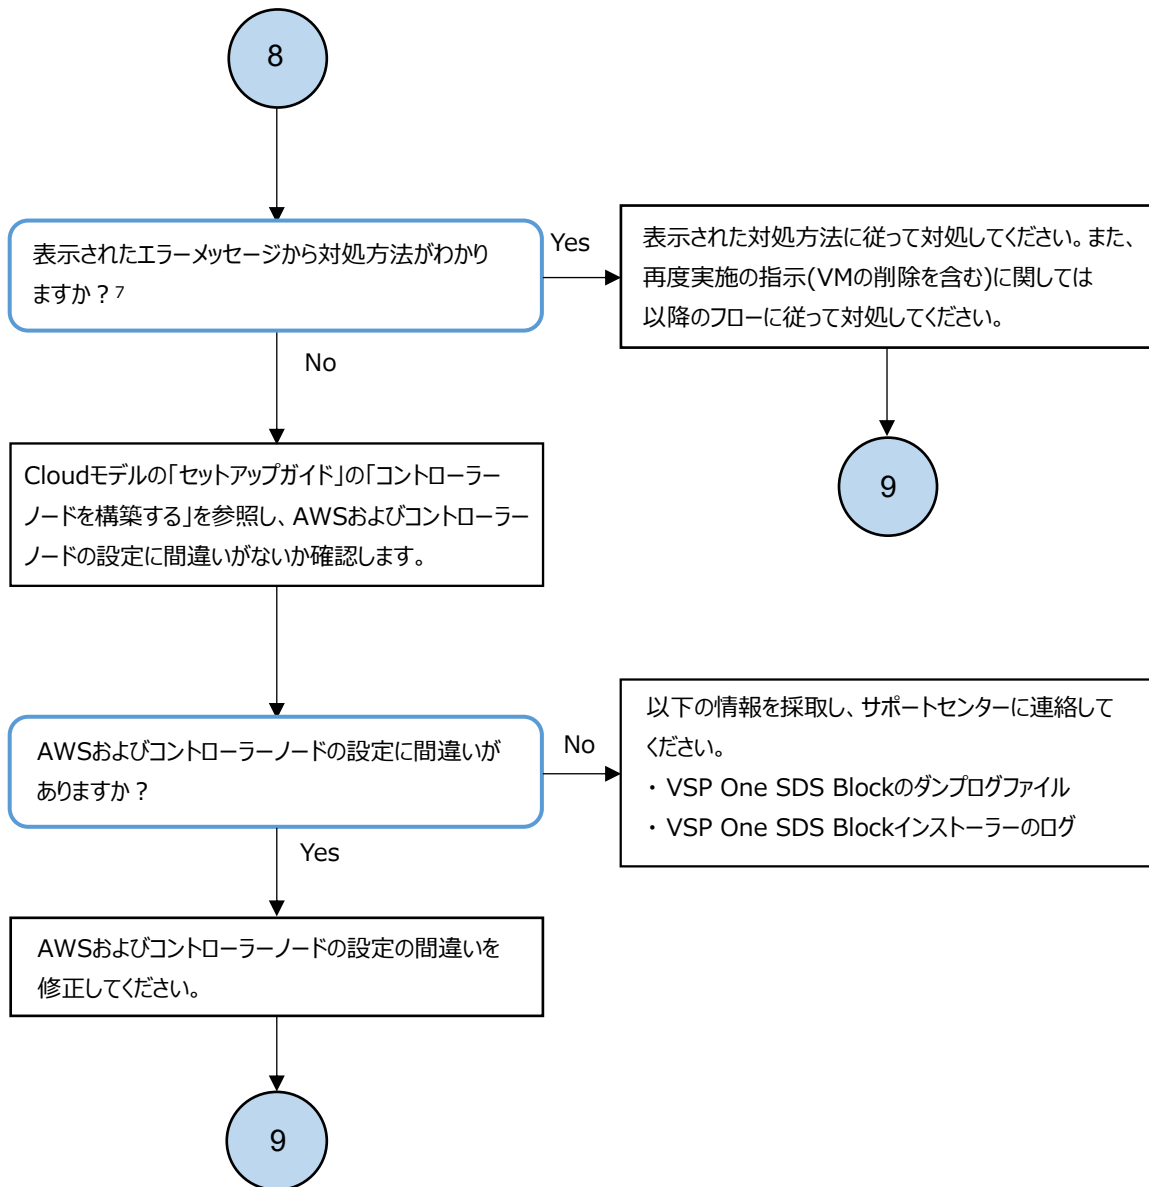 8
表示されたエラーメッセージから対処方法がわかり
ますか？7
Yes
表示された対処方法に従って対処してください。また、
再度実施の指示(VMの削除を含む)に関しては
以降のフローに従って対処してください。
No
9
Cloudモデルの「セットアップガイド」の「コントローラー
ノードを構築する」を参照し、AWSおよびコントローラー
ノードの設定に間違いがないか確認します。
AWSおよびコントローラーノードの設定に間違いが
ありますか？
No
以下の情報を採取し、サポートセンターに連絡して
ください。
・ VSP One SDS Blockのダンプログファイル
・ VSP One SDS Blockインストーラーのログ
Yes
AWSおよびコントローラーノードの設定の間違いを
修正してください。
9